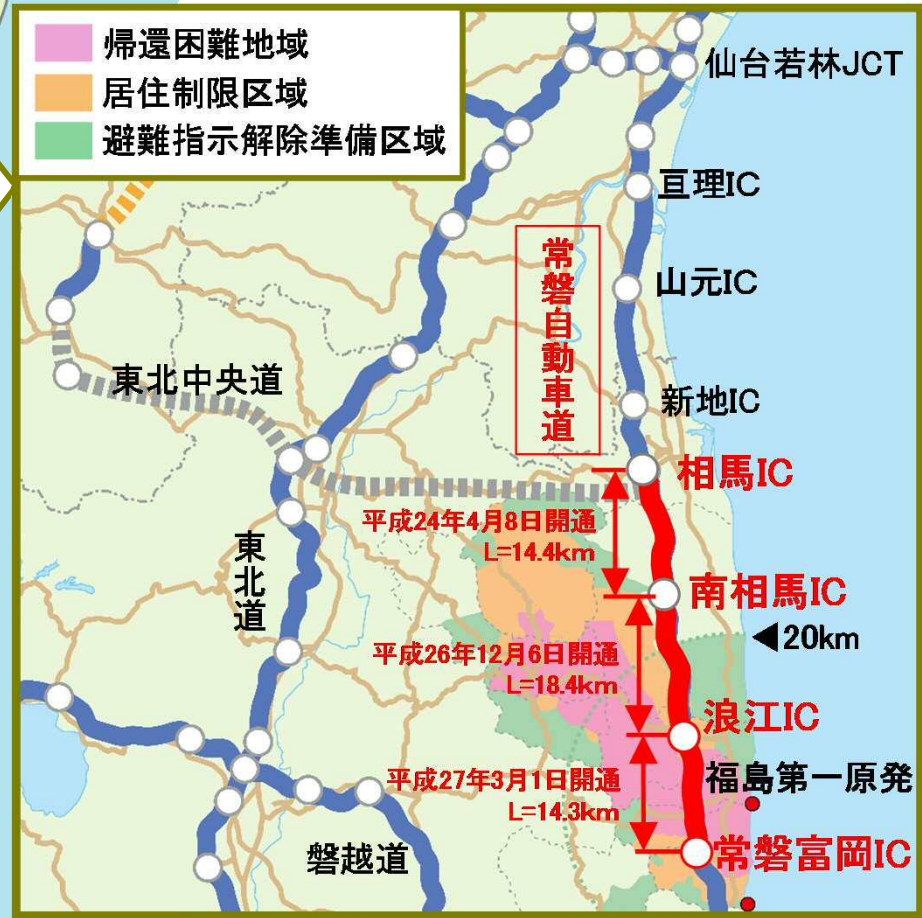 帰還困難地域
居住制限区域
避難指示解除準備区域
仙台若林JCT
亘理IC
山元IC
常磐自動車道
東北中央道
新地IC
相馬IC
平成24年4月8日開通
L=14.4km
東北道
南相馬IC
◀20km
平成26年12月6日開通
L=18.4km
浪江IC
福島第一原発
平成27年3月1日開通
L=14.3km
磐越道
常磐富岡IC